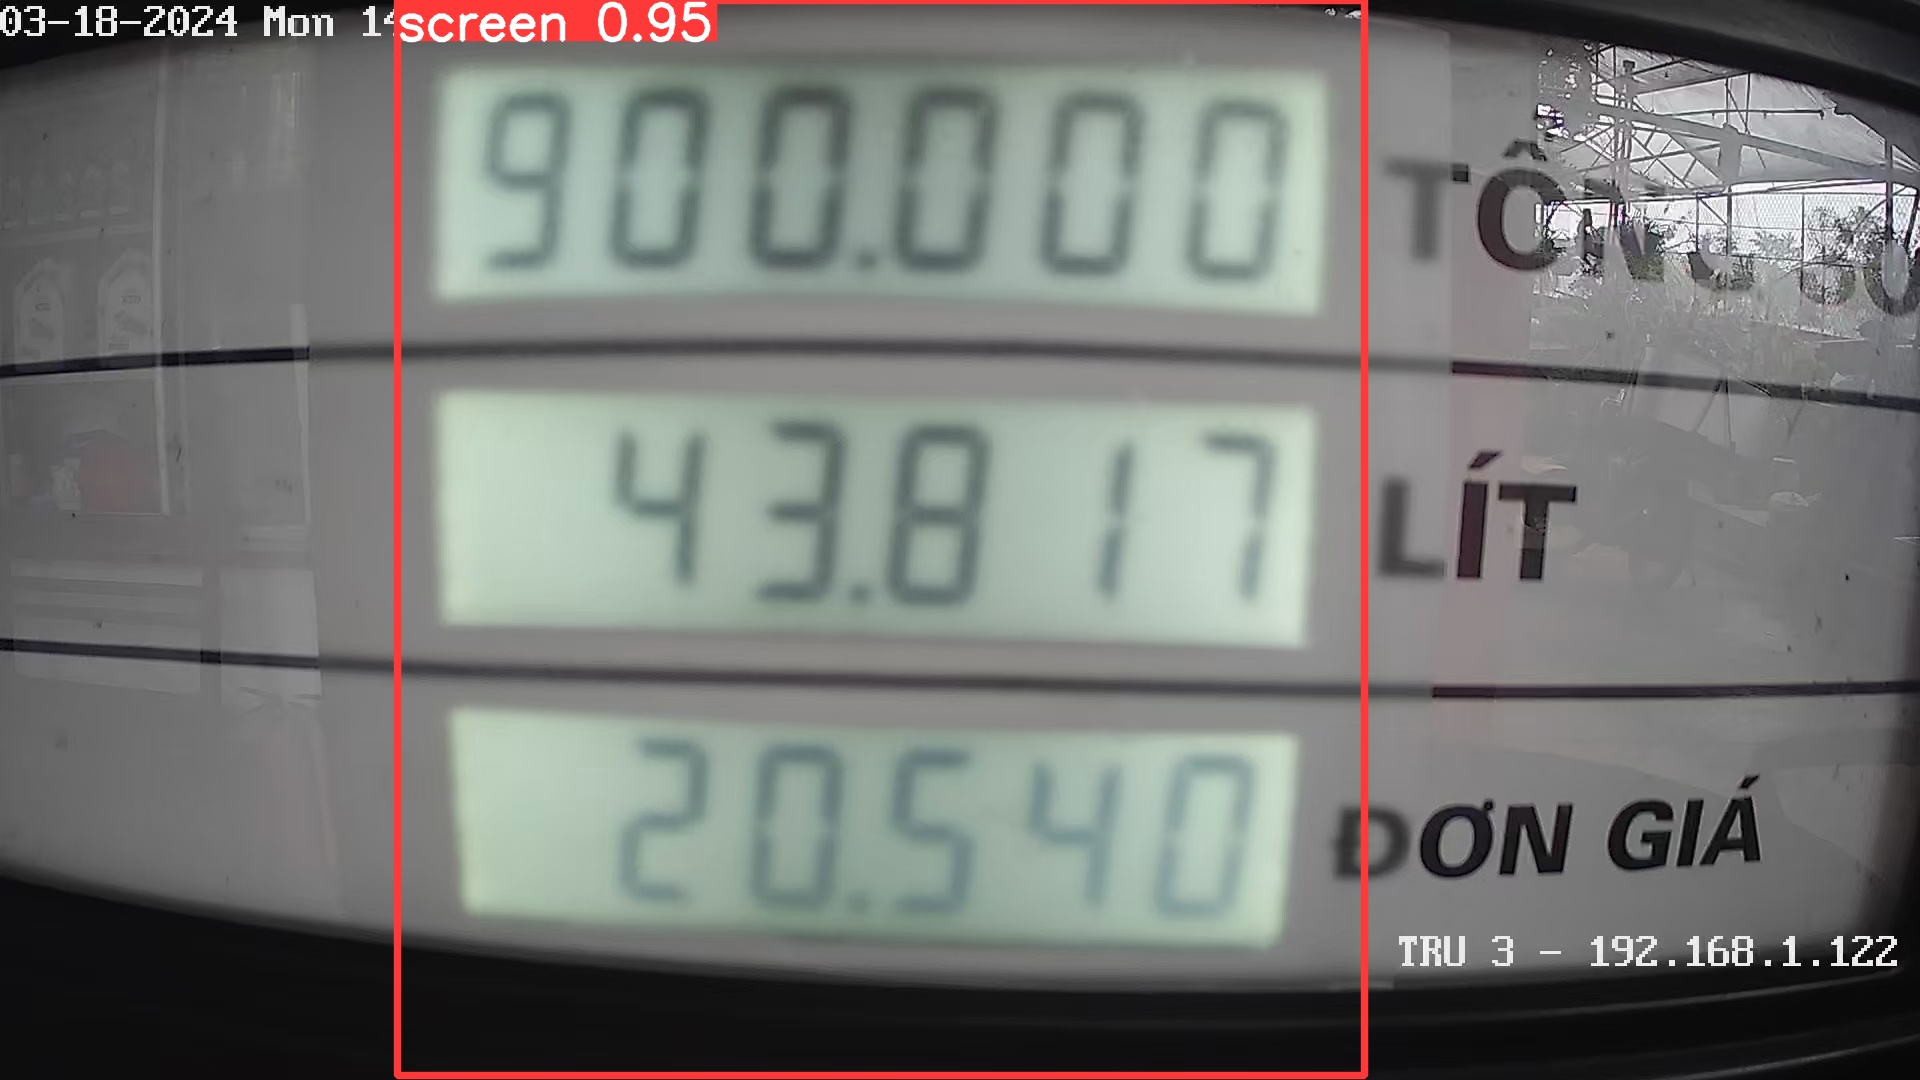 03-18-2024 Mon 1
screen 0.95
900.000
TỔNG
43.817
LÍT
20.540
ĐƠN GIÁ
TRU 3 - 192.168.1.122